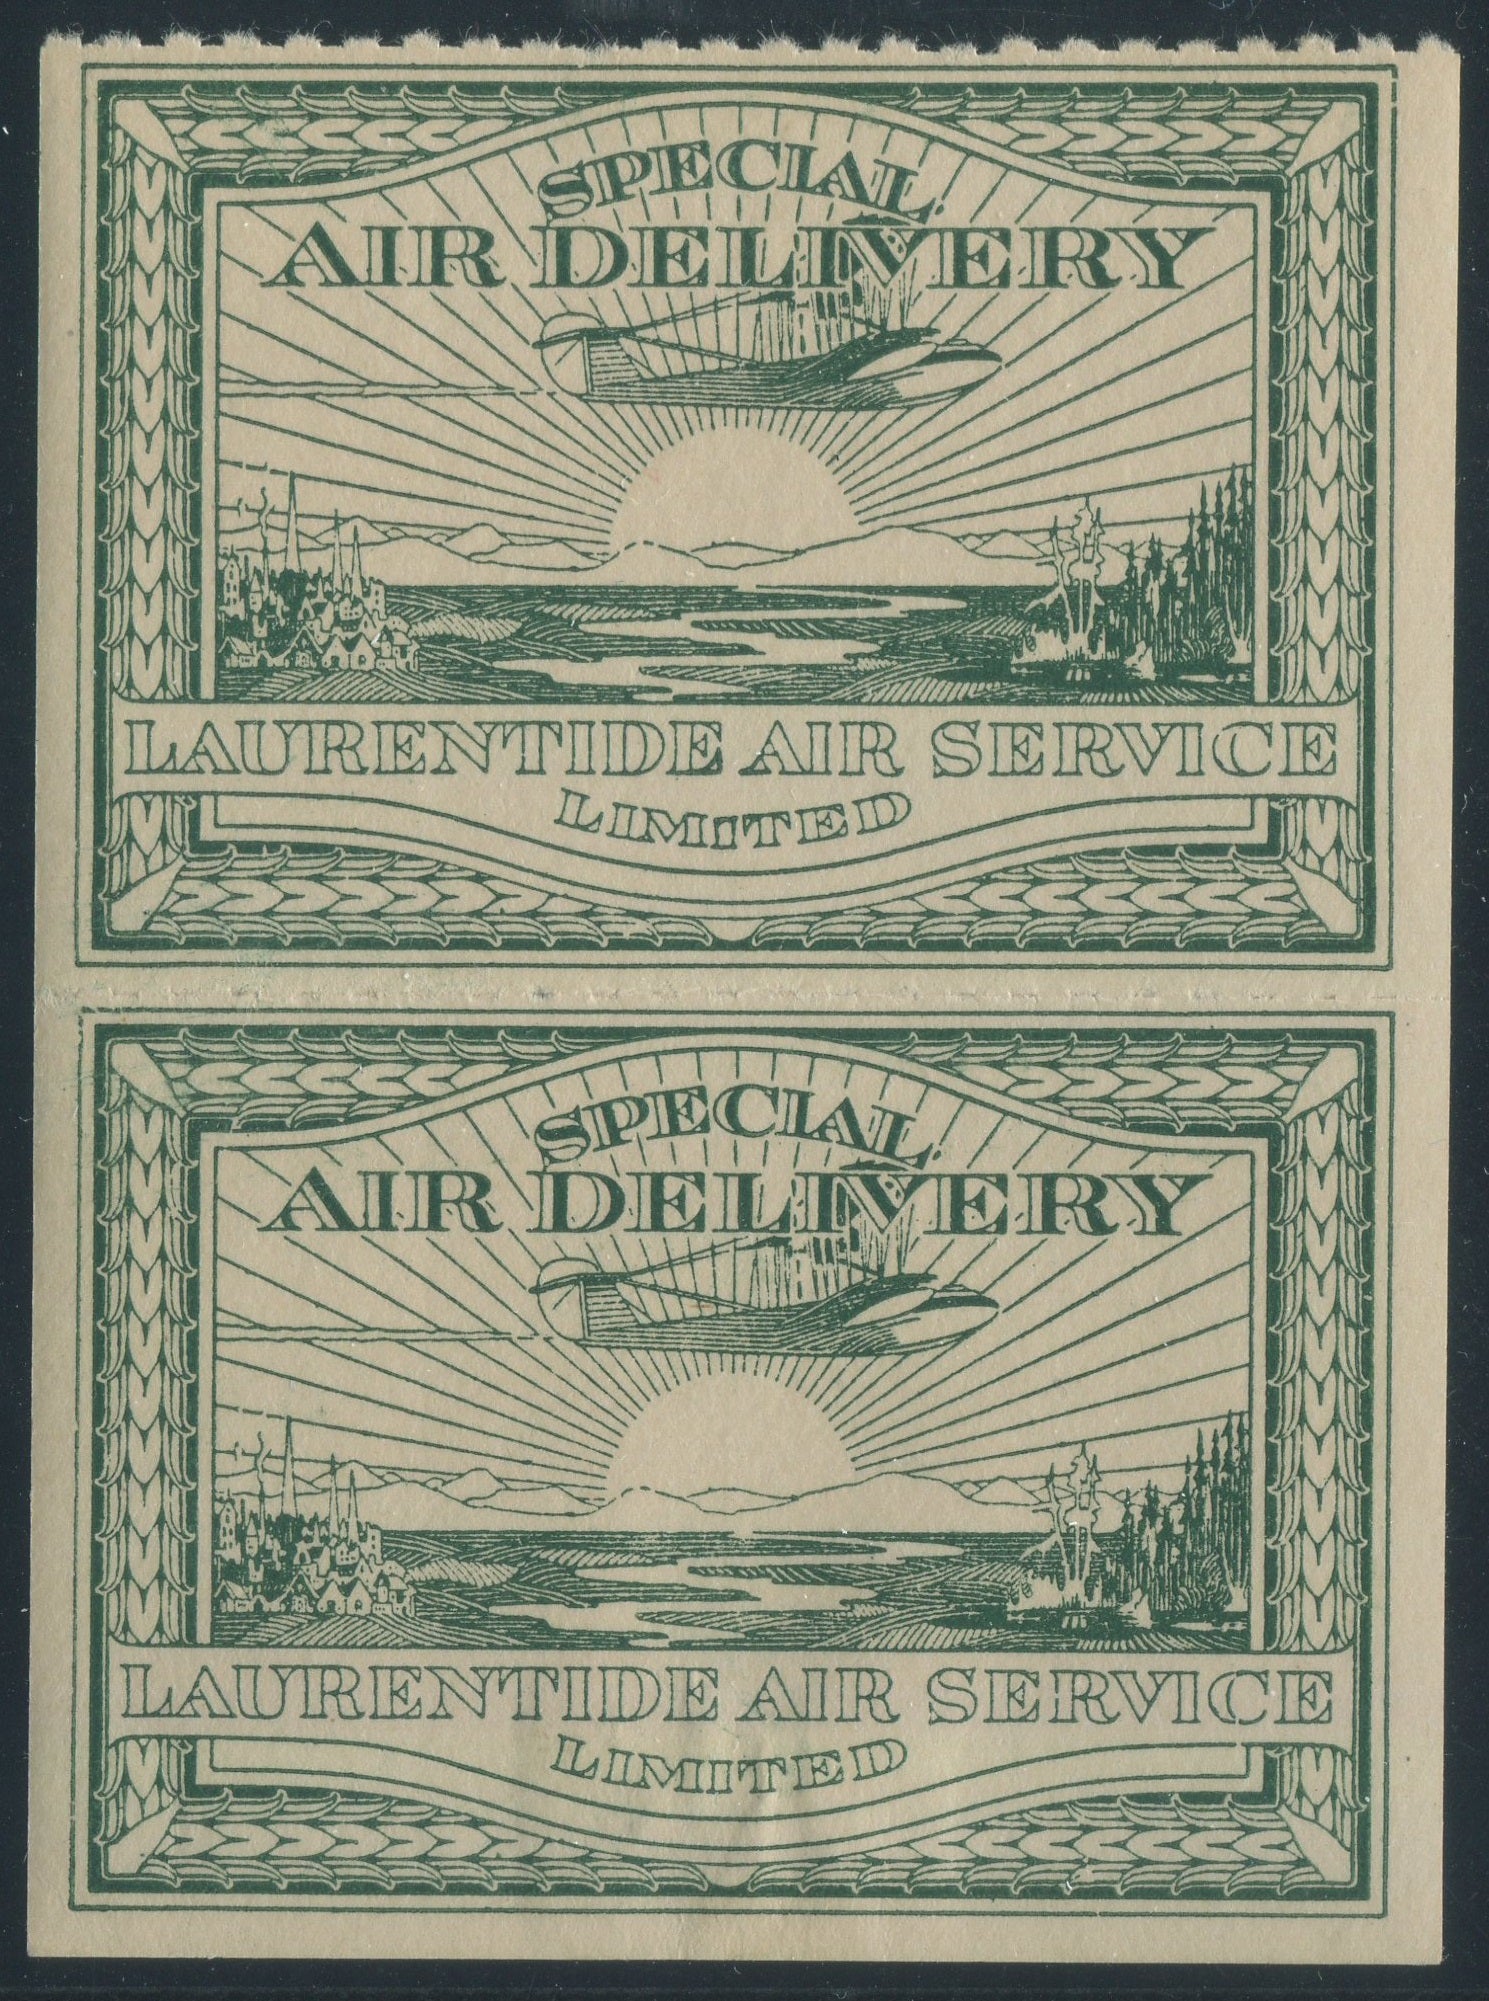 SPECIAL
AIR DELIVERY
LAURENTIDE AIR SERVICE
LIMITED
SPECIAL
AIR DELIVERY
LAURENTIDE AIR SERVICE
LIMITED